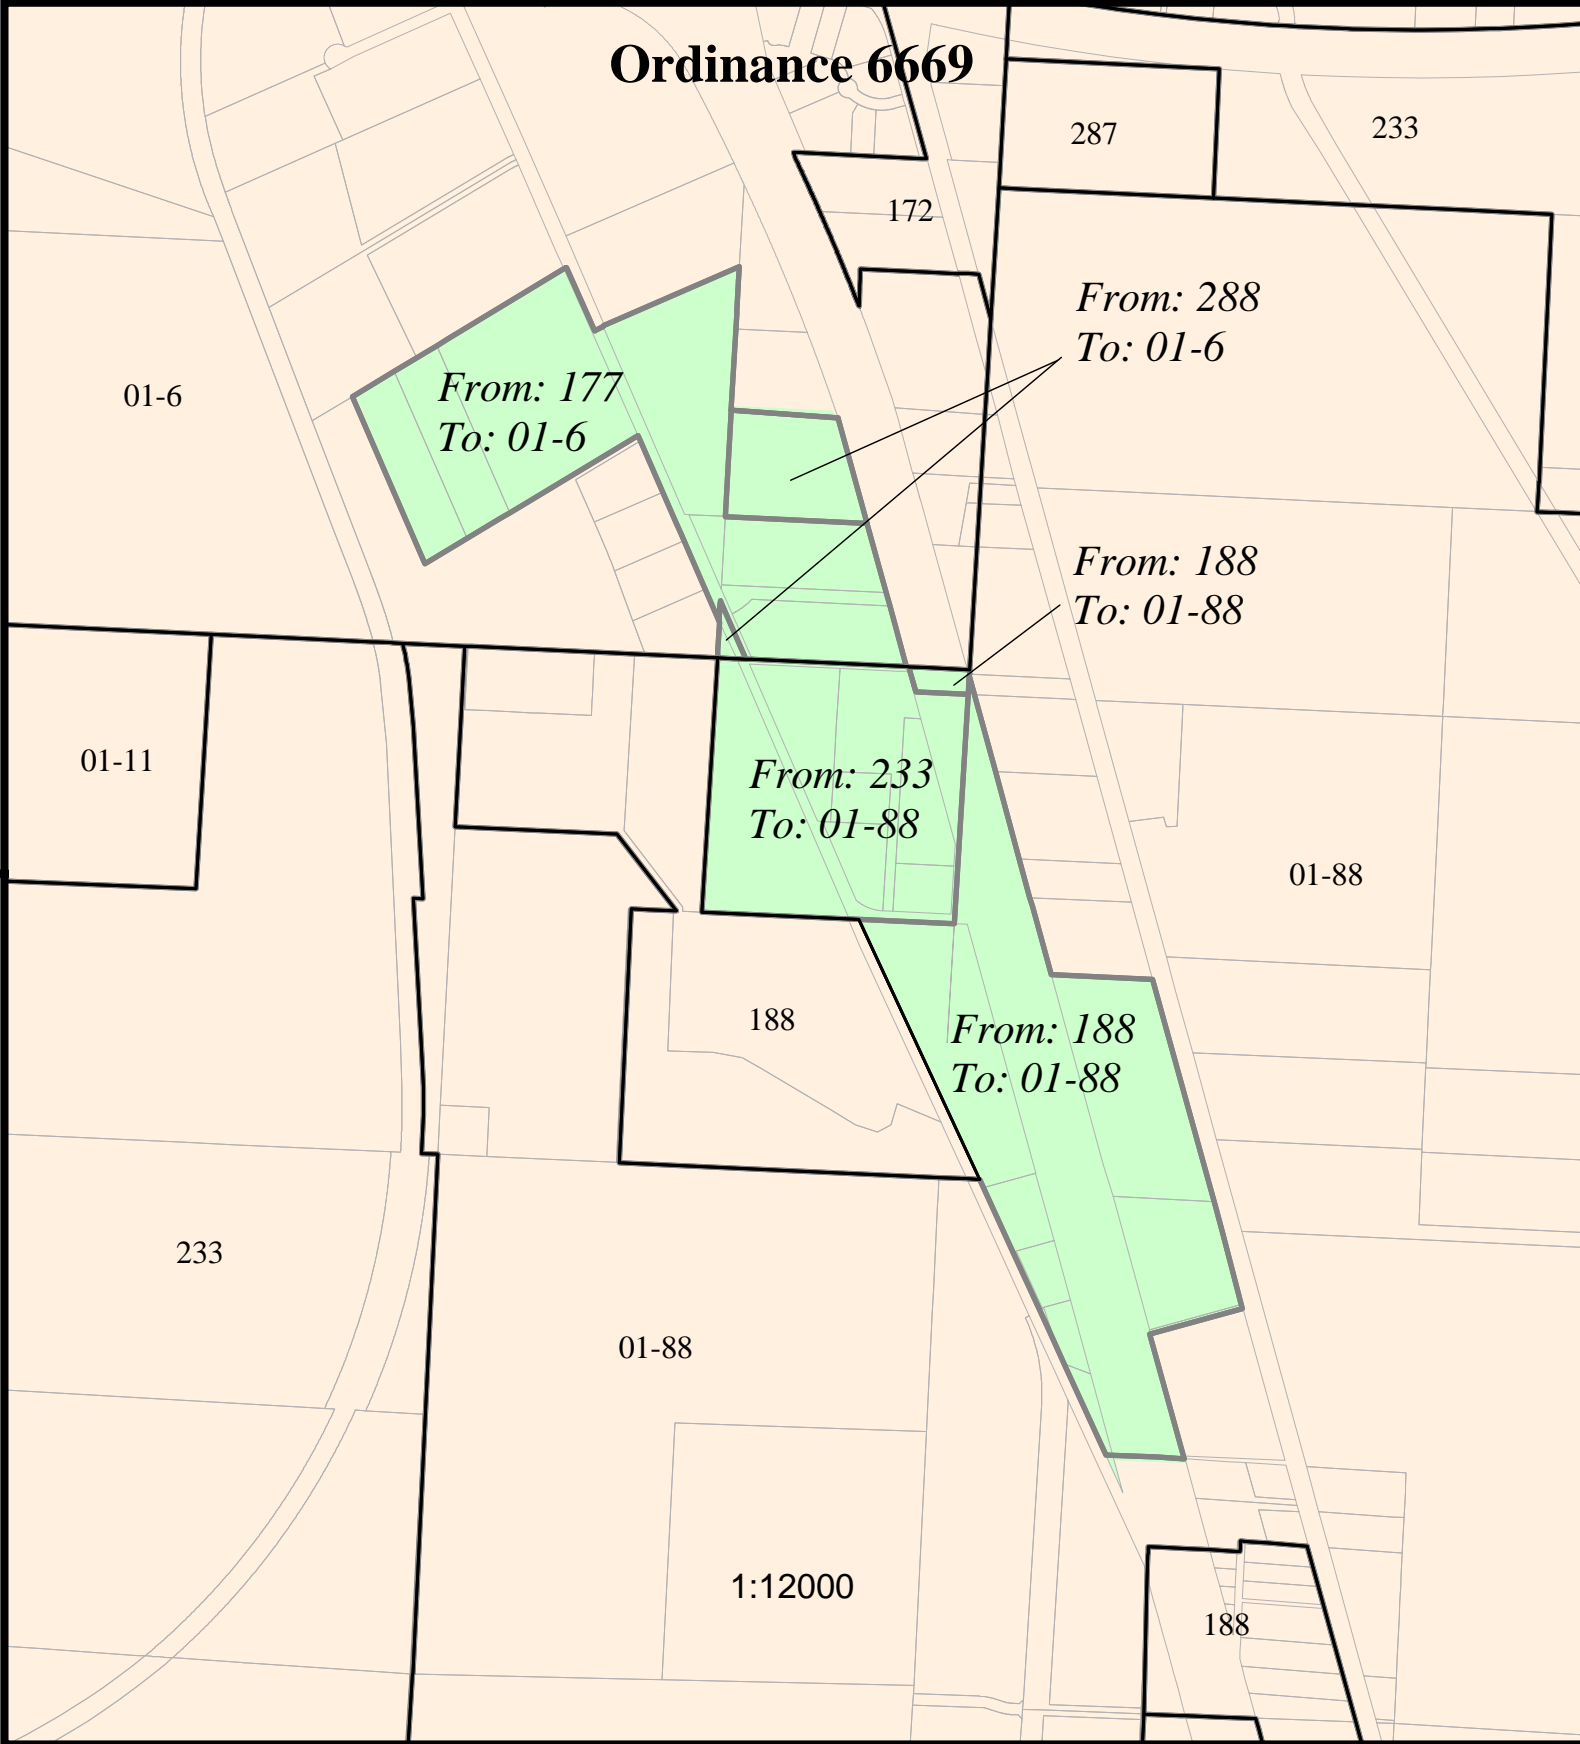 Ordinance 6669
287
233
172
From: 288
To: 01-6
01-6
From: 177
To: 01-6
From: 188
To: 01-88
01-11
From: 233
To: 01-88
01-88
188
From: 188
To: 01-88
233
01-88
1:12000
188